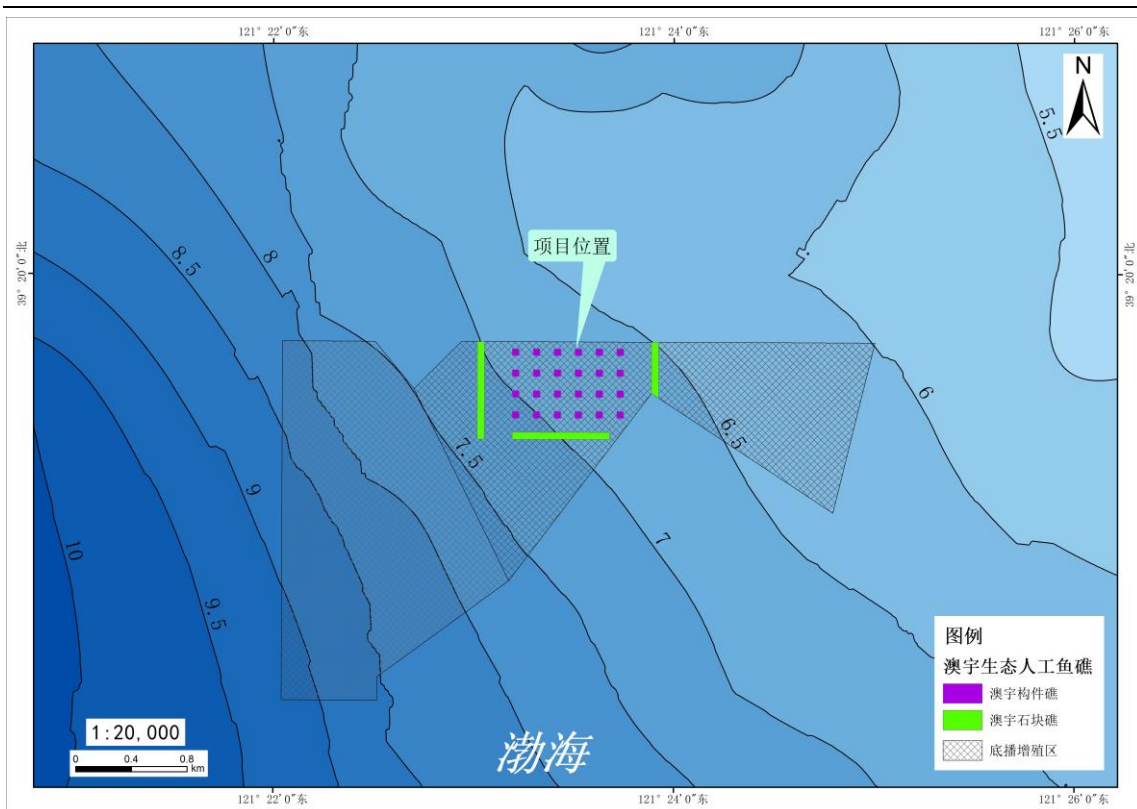 121° 22′0″东
121° 24′0″东
121° 26′0″东
N
5.5
39° 20′0″北
39° 20′0″北
项目位置
8
8.5
6
7.5
6.5
9
7
10
9.5
图例
澳宇生态人工鱼礁
澳宇构件礁
澳宇石块礁
底播增殖区
1:20,000
0
0.4
0.8
km
渤海
121° 22′0″东
121° 24′0″东
121° 26′0″东